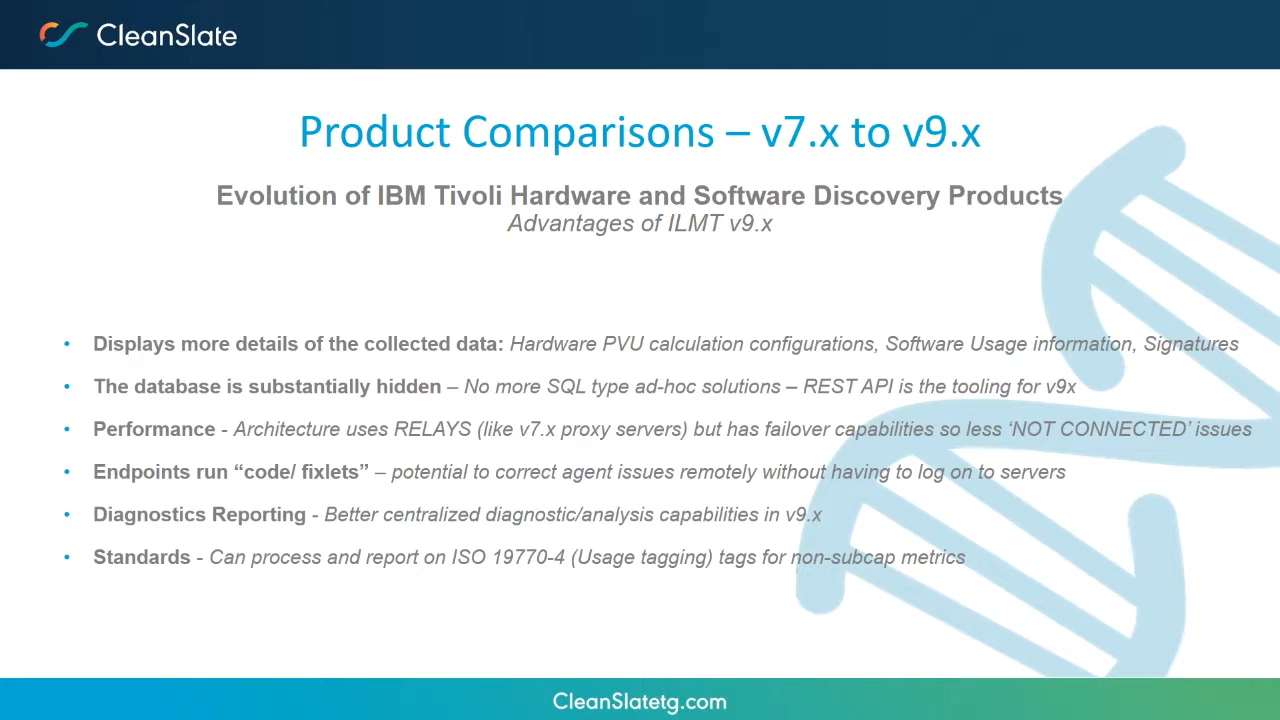 CleanSlate
Product Comparisons – v7.x to v9.x
Evolution of IBM Tivoli Hardware and Software Discovery Products
Advantages of ILMT v9.x
• Displays more details of the collected data: Hardware PVU calculation configurations, Software Usage information, Signatures
• The database is substantially hidden – No more SQL type ad-hoc solutions – REST API is the tooling for v9x
• Performance - Architecture uses RELAYS (like v7.x proxy servers) but has failover capabilities so less ‘NOT CONNECTED’ issues
• Endpoints run “code/ fixlets” – potential to correct agent issues remotely without having to log on to servers
• Diagnostics Reporting - Better centralized diagnostic/analysis capabilities in v9.x
• Standards - Can process and report on ISO 19770-4 (Usage tagging) tags for non-subcap metrics
CleanSlatetg.com